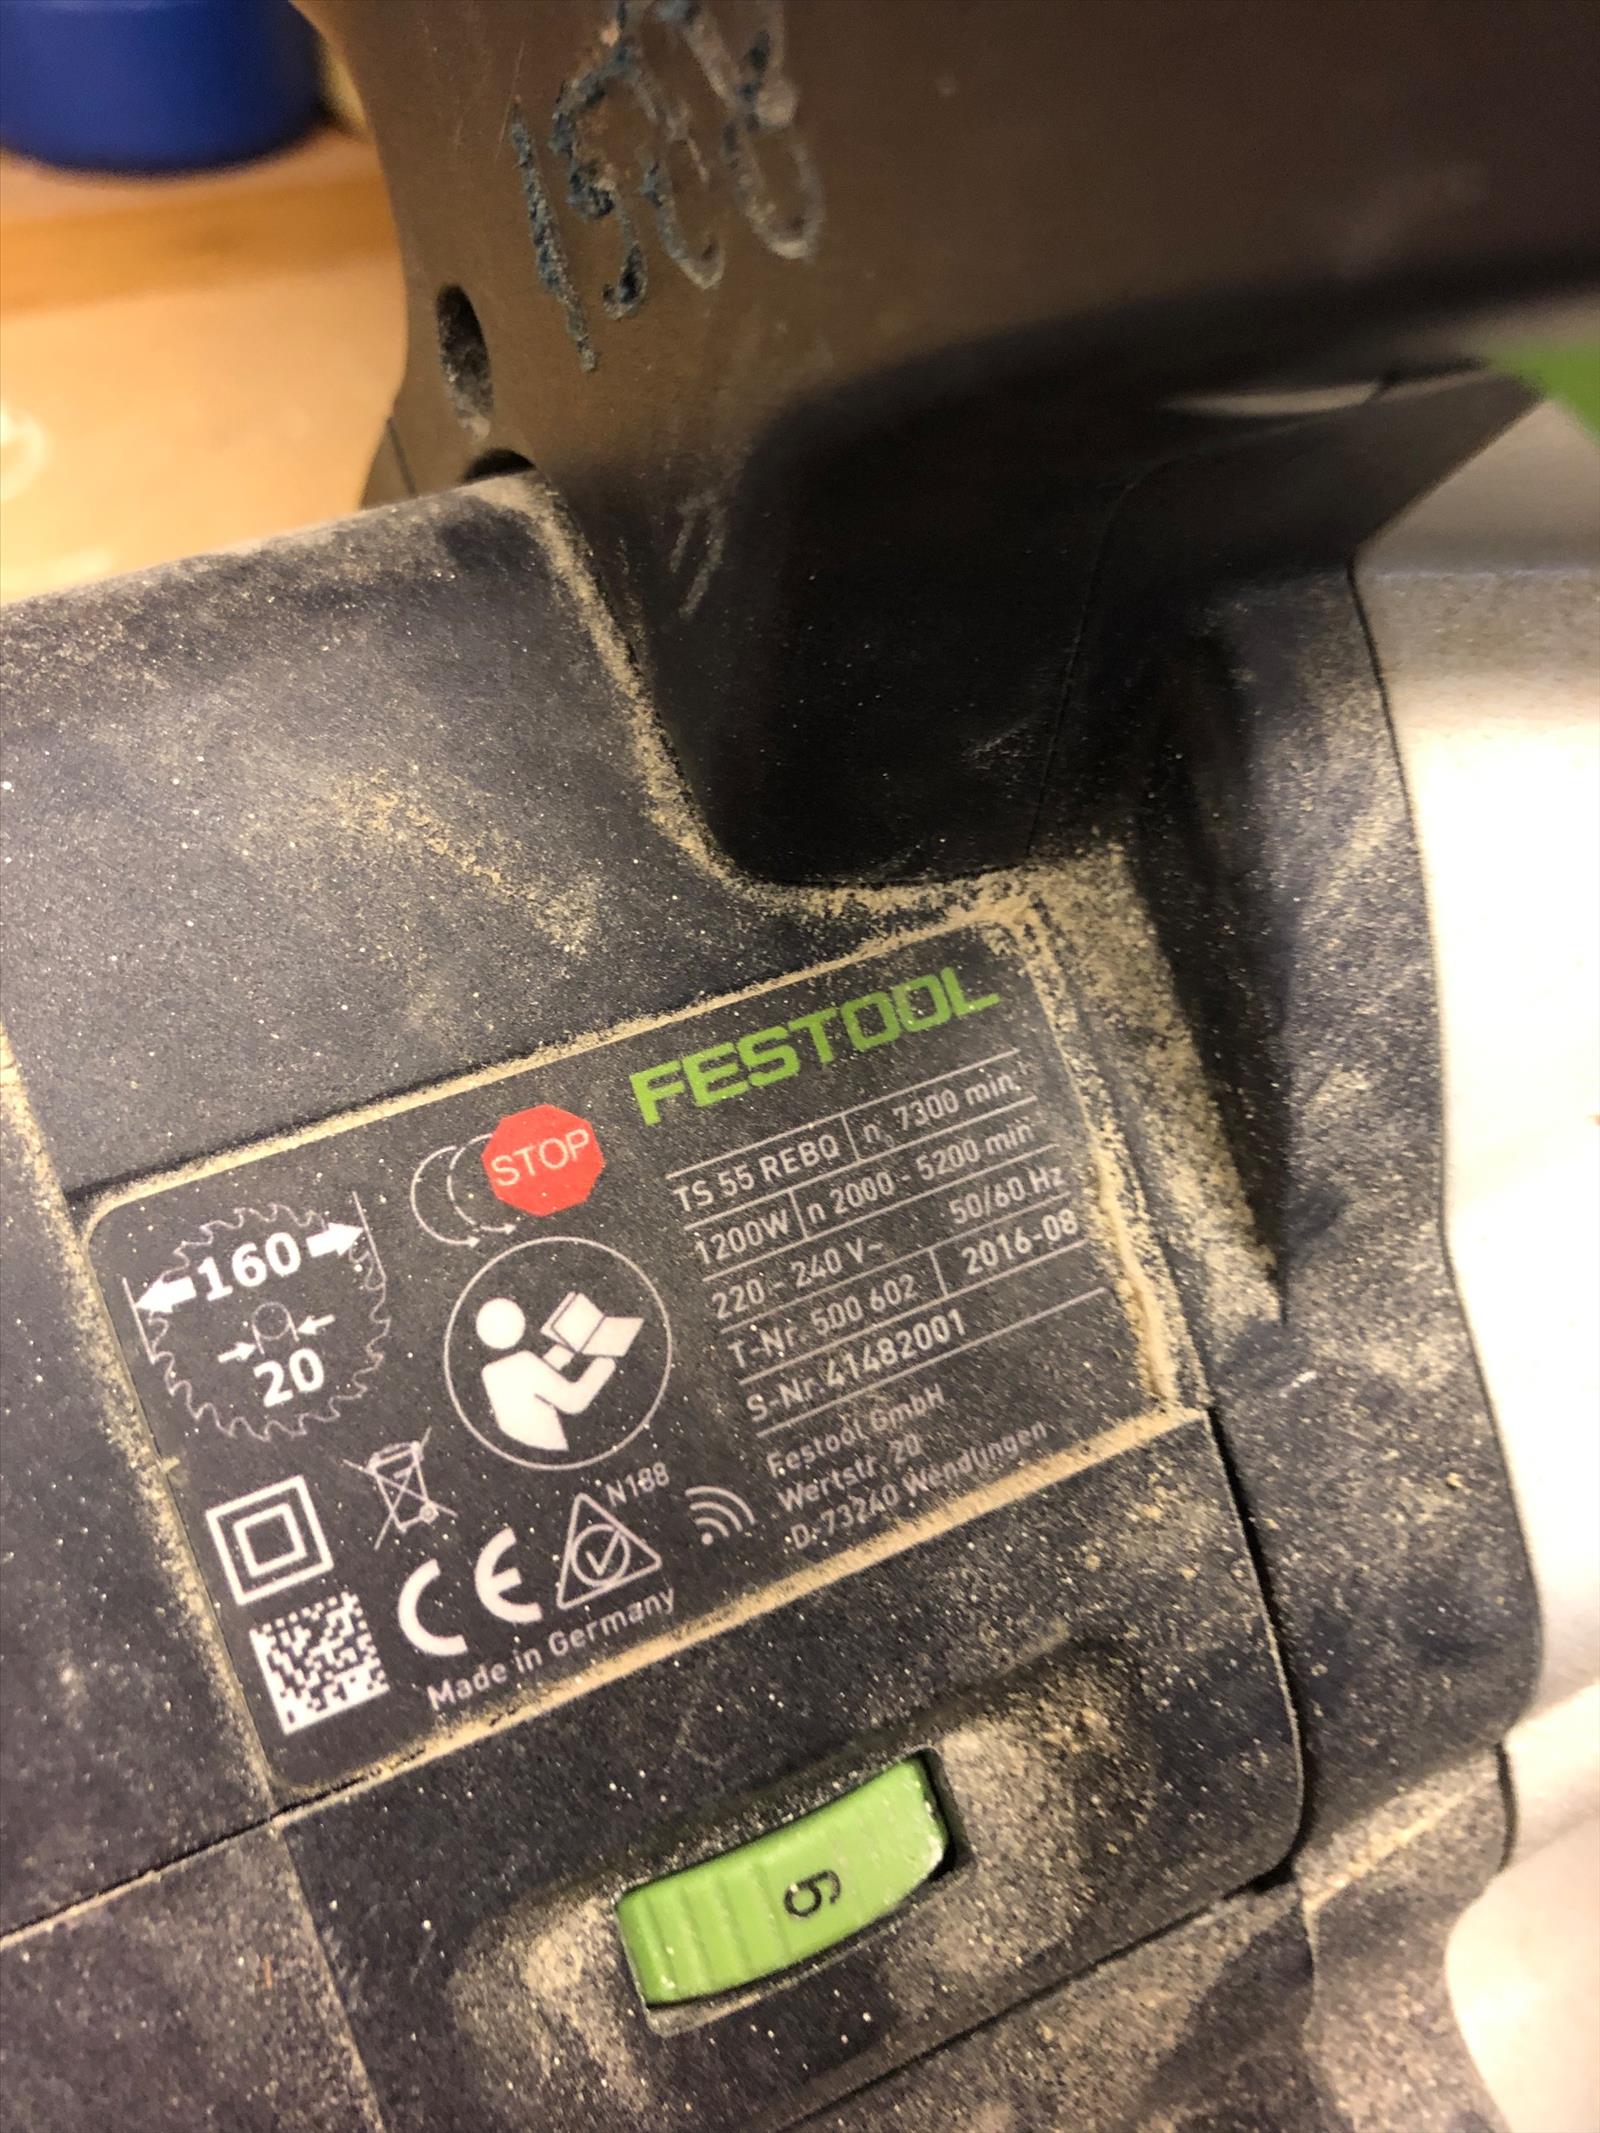 1500
FESTOOL
TS 55 REBQ n₀ 7300 min⁻¹
1200W n 2000 - 5200 min⁻¹
220 - 240 V~ 50/60 Hz
T-Nr. 500 602 2016-08
S-Nr. 41482001
Festool GmbH
Wertstr. 20
D-73240 Wendlingen
STOP
160
20
N188
CE
Made in Germany
6